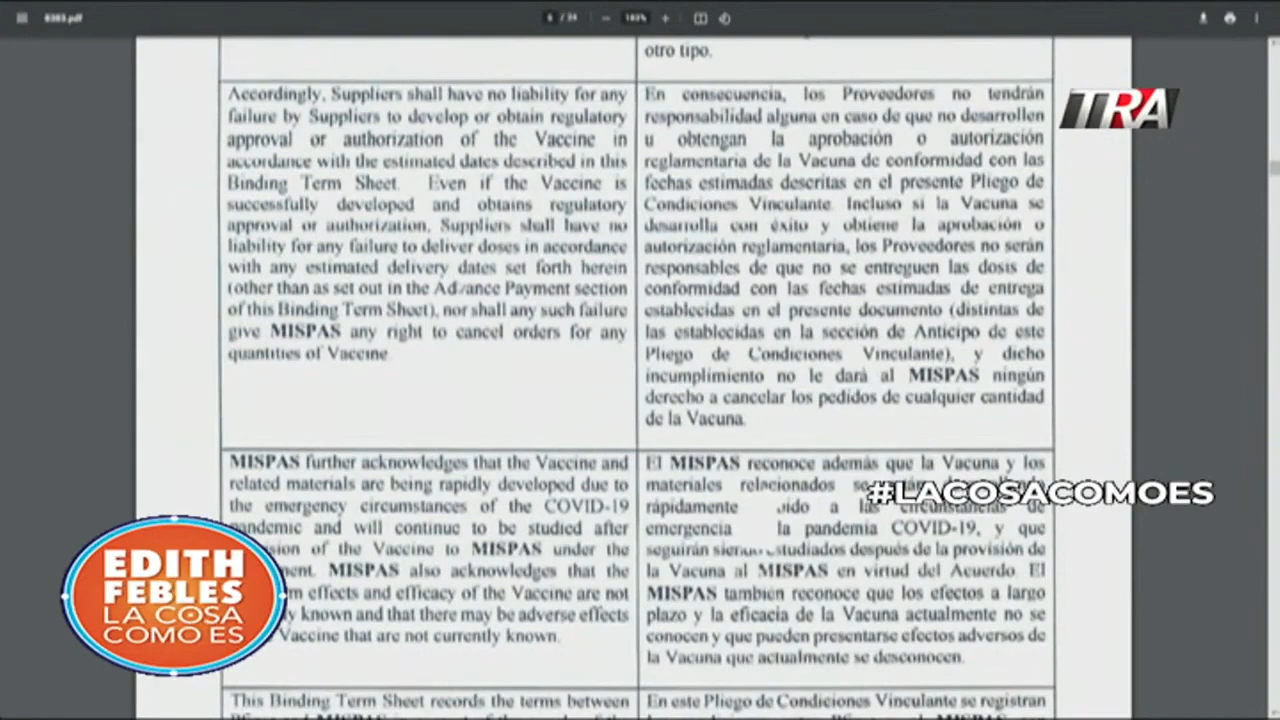 8383.pdf
6 / 24
183%
otro tipo.
Accordingly, Suppliers shall have no liability for any
failure by Suppliers to develop or obtain regulatory
approval or authorization of the Vaccine in
accordance with the estimated dates described in this
Binding Term Sheet. Even if the Vaccine is
successfully developed and obtains regulatory
approval or authorization, Suppliers shall have no
liability for any failure to deliver doses in accordance
with any estimated delivery dates set forth herein
(other than as set out in the Advance Payment section
of this Binding Term Sheet), nor shall any such failure
give MISPAS any right to cancel orders for any
quantities of Vaccine.
En consecuencia, los Proveedores no tendrán
responsabilidad alguna en caso de que no desarrollen
u obtengan la aprobación o autorización
reglamentaria de la Vacuna de conformidad con las
fechas estimadas descritas en el presente Pliego de
Condiciones Vinculante. Incluso si la Vacuna se
desarrolla con éxito y obtiene la aprobación o
autorización reglamentaria, los Proveedores no serán
responsables de que no se entreguen las dosis de
conformidad con las fechas estimadas de entrega
establecidas en el presente documento (distintas de
las establecidas en la sección de Anticipo de este
Pliego de Condiciones Vinculante), y dicho
incumplimiento no le dará al MISPAS ningún
derecho a cancelar los pedidos de cualquier cantidad
de la Vacuna.
MISPAS further acknowledges that the Vaccine and
related materials are being rapidly developed due to
the emergency circumstances of the COVID-19
pandemic and will continue to be studied after
of the Vaccine to MISPAS under the
MISPAS also acknowledges that the
effects and efficacy of the Vaccine are not
known and that there may be adverse effects
Vaccine that are not currently known.
El MISPAS reconoce además que la Vacuna y los
materiales relacionados
rápidamente a las circunstancias de
emergencia la pandemia COVID-19, y que
seguirán siendo estudiados después de la provisión de
la Vacuna al MISPAS en virtud del Acuerdo. El
MISPAS también reconoce que los efectos a largo
plazo y la eficacia de la Vacuna actualmente no se
conocen y que pueden presentarse efectos adversos de
la Vacuna que actualmente se desconocen.
This Binding Term Sheet records the terms between
En este Pliego de Condiciones Vinculante se registran
TRA
#LACOSACOMOES
EDITH
FEBLES
LA COSA
COMO ES